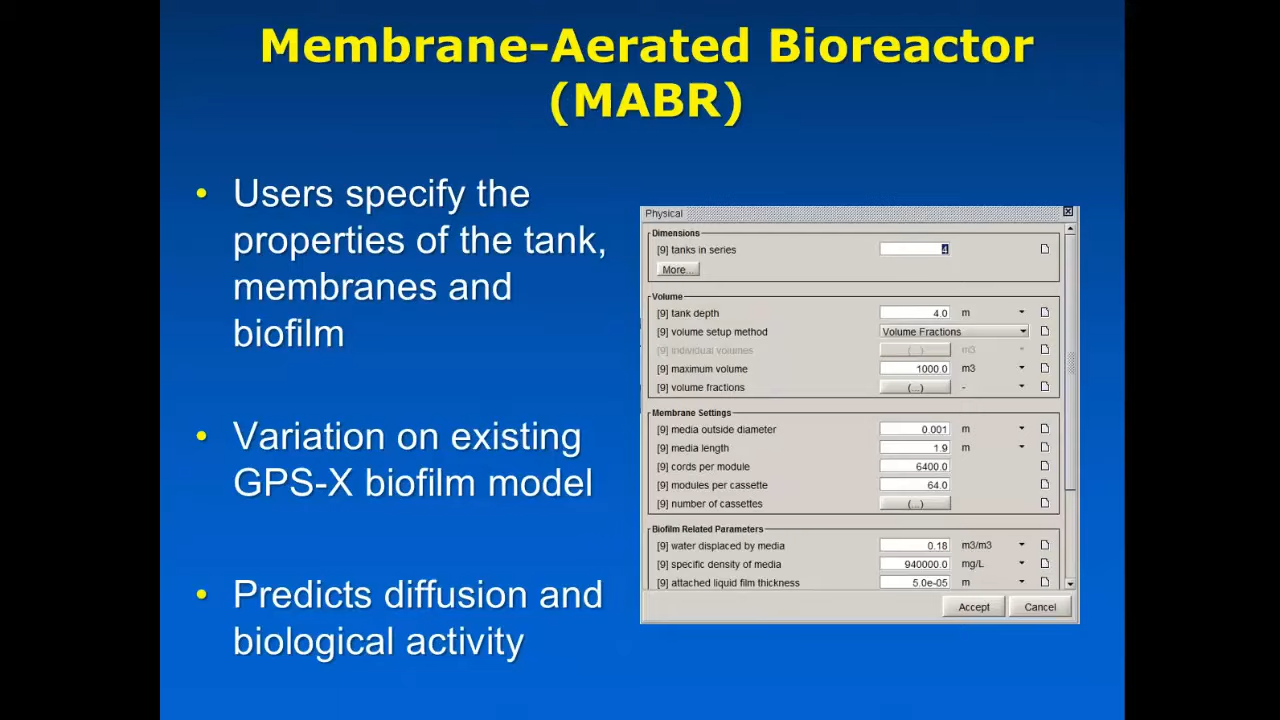 Membrane-Aerated Bioreactor
(MABR)
• Users specify the
properties of the tank,
membranes and
biofilm
• Variation on existing
GPS-X biofilm model
• Predicts diffusion and
biological activity
Physical
Dimensions
[9] tanks in series 4
More...
Volume
[9] tank depth 4.0 m
[9] volume setup method Volume Fractions
[9] individual volumes (...) m3
[9] maximum volume 1000.0 m3
[9] volume fractions (...) -
Membrane Settings
[9] media outside diameter 0.001 m
[9] media length 1.9 m
[9] cords per module 6400.0
[9] modules per cassette 64.0
[9] number of cassettes (...)
Biofilm Related Parameters
[9] water displaced by media 0.18 m3/m3
[9] specific density of media 940000.0 mg/L
[9] attached liquid film thickness 5.0e-05 m
Accept Cancel